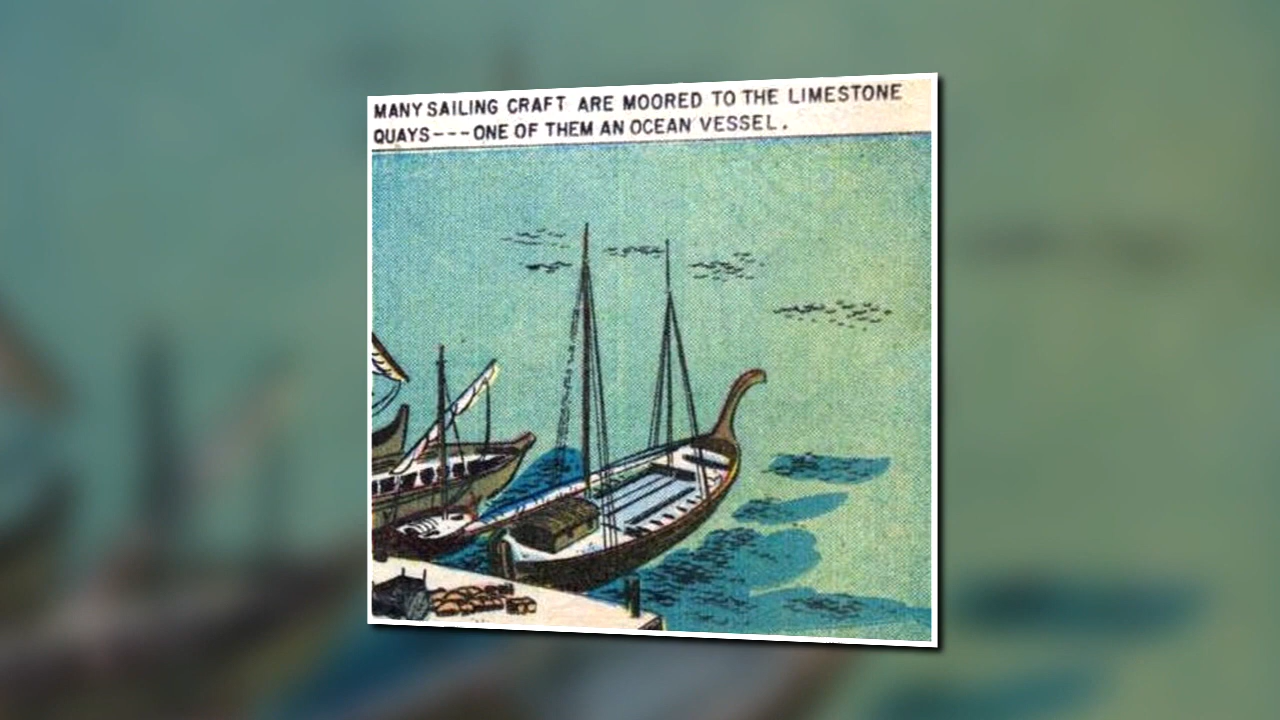 MANY SAILING CRAFT ARE MOORED TO THE LIMESTONE
QUAYS---ONE OF THEM AN OCEAN VESSEL.